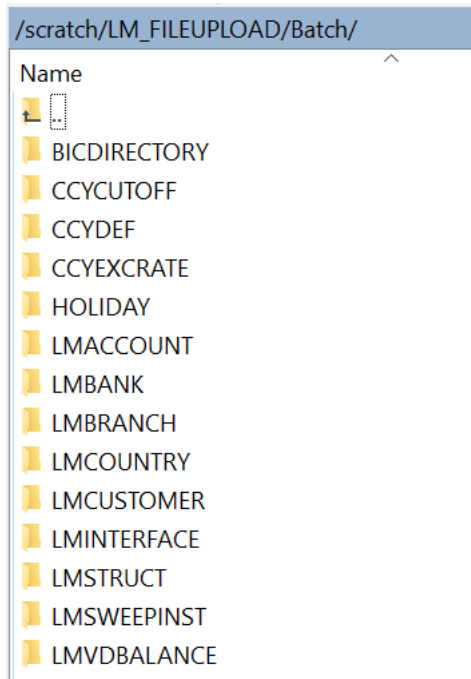 /scratch/LM_FILEUPLOAD/Batch/
Name
..
BICDIRECTORY
CCYCUTOFF
CCYDEF
CCYEXCRATE
HOLIDAY
LMACCOUNT
LMBANK
LMBRANCH
LMCOUNTRY
LMCUSTOMER
LMINTERFACE
LMSTRUCT
LMSWEEPINST
LMVDBALANCE